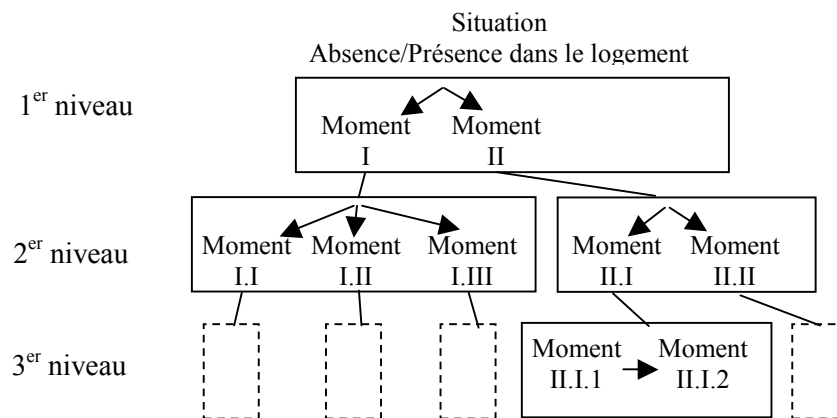 Situation
Absence/Présence dans le logement
1er niveau
Moment Moment
I II
2er niveau
Moment Moment Moment Moment Moment
I.I I.II I.III II.I II.II
3er niveau
Moment Moment
II.I.1 II.I.2